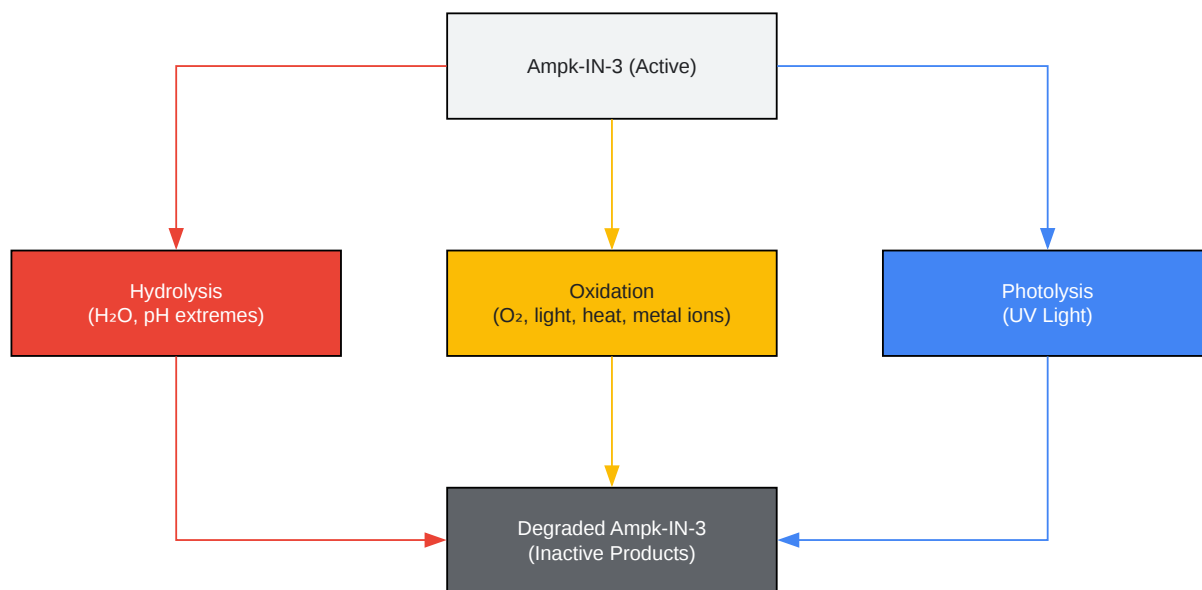 Ampk-IN-3 (Active)
Hydrolysis
(H₂O, pH extremes)
Oxidation
(O₂, light, heat, metal ions)
Photolysis
(UV Light)
Degraded Ampk-IN-3
(Inactive Products)